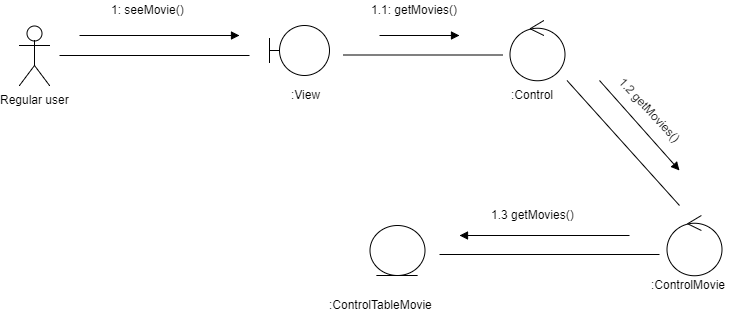 1: seeMovie()
1.1: getMovies()
Regular user
:View
:Control
1.2 getMovies()
1.3 getMovies()
:ControlMovie
:ControlTableMovie